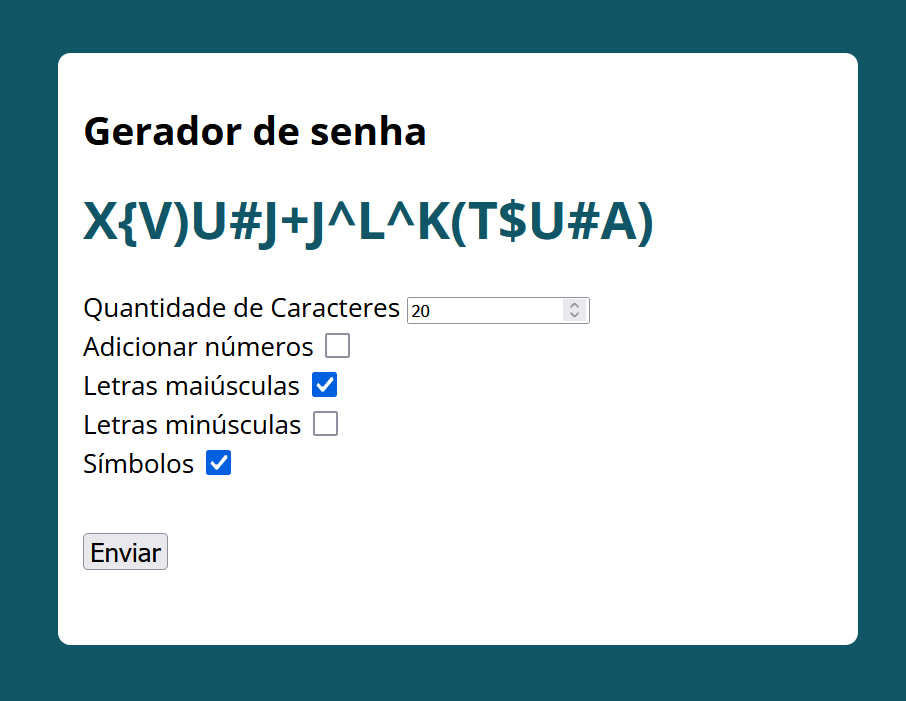 Gerador de senha
X{V)U#J+J^L^K(T$U#A)
Quantidade de Caracteres 20
Adicionar números
Letras maiúsculas
Letras minúsculas
Símbolos
Enviar